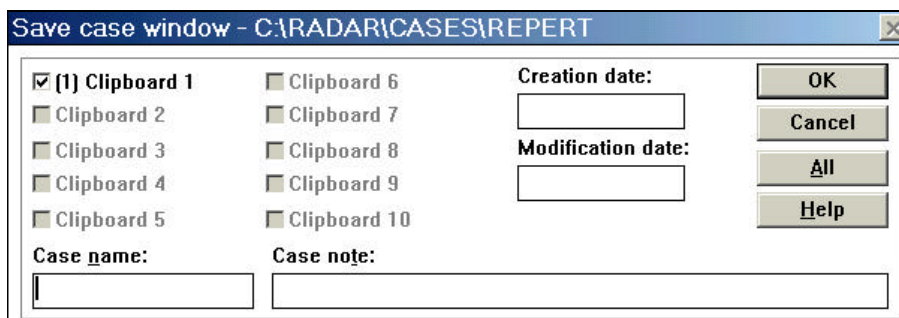 Save case window - C:\RADAR\CASES\REPERT
(1) Clipboard 1
Clipboard 2
Clipboard 3
Clipboard 4
Clipboard 5
Clipboard 6
Clipboard 7
Clipboard 8
Clipboard 9
Clipboard 10
Creation date:
Modification date:
OK
Cancel
All
Help
Case name:
Case note: